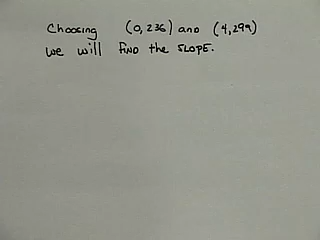 Choosing (0,236) and (4,299)
we will find the SLOPE.